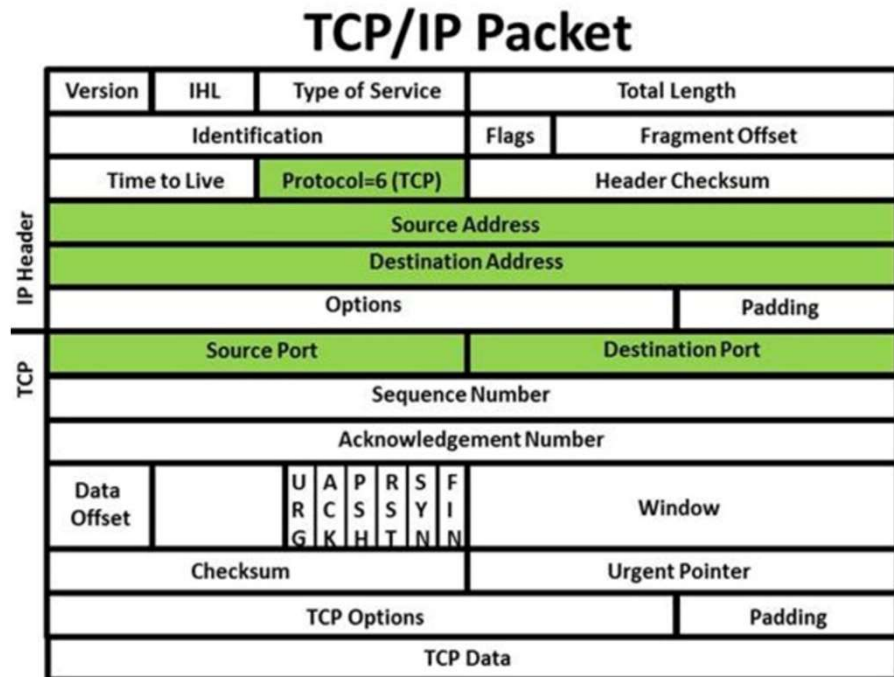 TCP/IP Packet
Version IHL Type of Service Total Length
Identification Flags Fragment Offset
Time to Live Protocol=6 (TCP) Header Checksum
Source Address
Destination Address
Options Padding
IP Header
Source Port Destination Port
TCP
Sequence Number
Acknowledgement Number
Data Offset URG ACK PSH RST SYN FIN Window
Checksum Urgent Pointer
TCP Options Padding
TCP Data